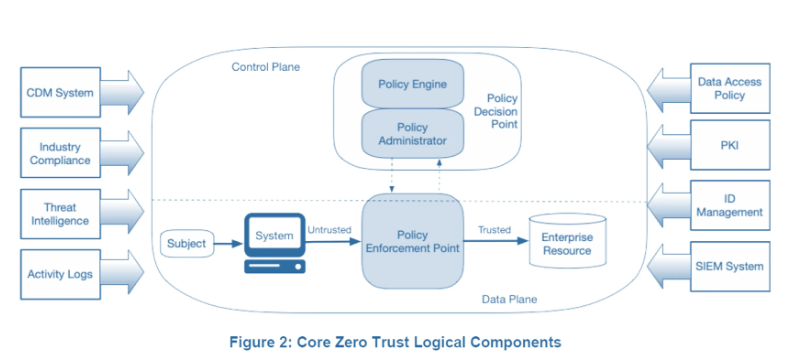 Control Plane
CDM System
Industry
Compliance
Threat
Intelligence
Activity Logs
Policy Engine
Policy
Administrator
Policy
Decision
Point
Subject
System
Untrusted
Policy
Enforcement Point
Trusted
Enterprise
Resource
Data Plane
Data Access
Policy
PKI
ID
Management
SIEM System
Figure 2: Core Zero Trust Logical Components